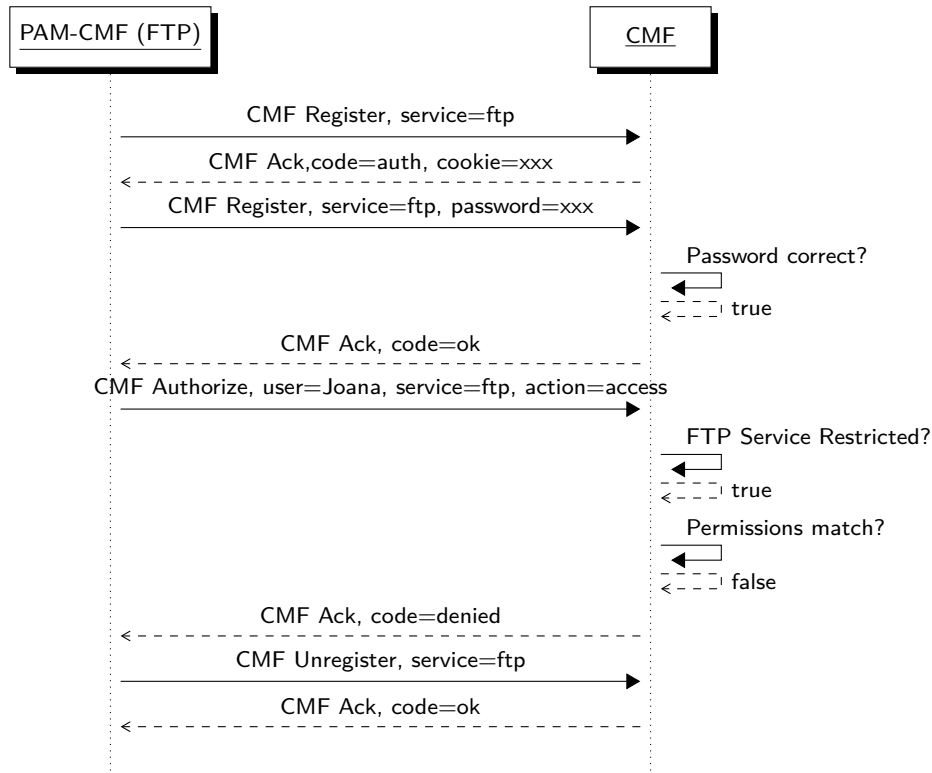 PAM-CMF (FTP)
CMF
CMF Register, service=ftp
CMF Ack,code=auth, cookie=xxx
CMF Register, service=ftp, password=xxx
Password correct?
true
CMF Ack, code=ok
CMF Authorize, user=Joana, service=ftp, action=access
FTP Service Restricted?
true
Permissions match?
false
CMF Ack, code=denied
CMF Unregister, service=ftp
CMF Ack, code=ok